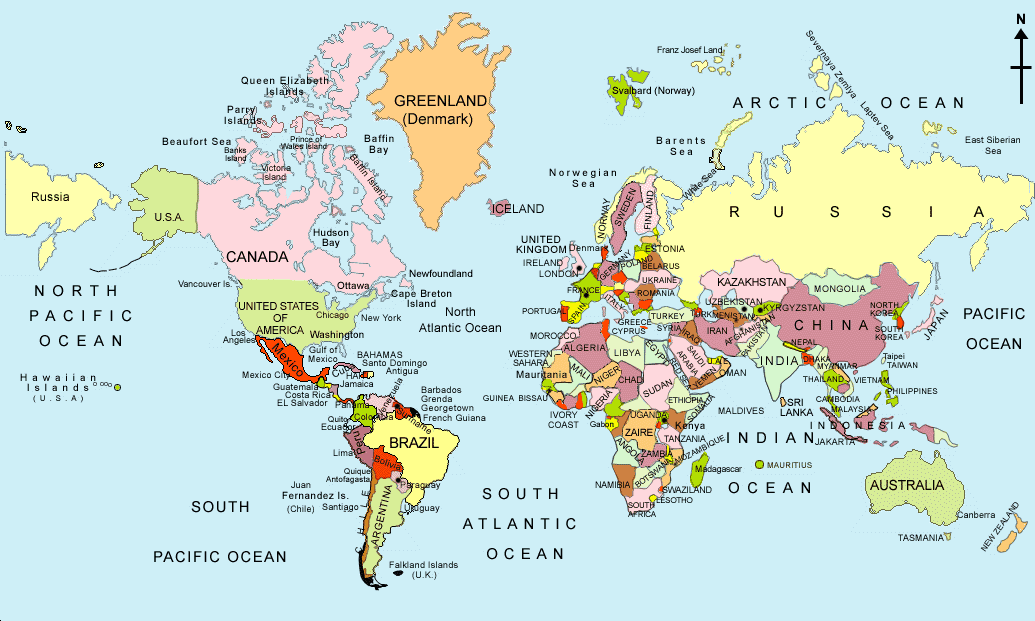 N
Franz Josef Land
Severnaya Zemlya
Laptev Sea
Queen Elizabeth
Islands
GREENLAND
(Denmark)
Svalbard (Norway)
ARCTIC OCEAN
Parry
Islands
Beaufort Sea
Banks
Island
Prince of
Wales Island
Victoria
Island
Baffin
Bay
Baffin Island
Barents
Sea
East Siberian
Sea
White Sea
Norwegian
Sea
Russia
U.S.A.
ICELAND
NORWAY
SWEDEN
FINLAND
RUSSIA
Hudson
Bay
CANADA
UNITED
KINGDOM
Denmark
ESTONIA
IRELAND
LONDON
GERMANY
POLAND
BELARUS
Newfoundland
Vancouver Is.
Ottawa
Cape Breton
Island
FRANCE
UKRAINE
ROMANIA
KAZAKHSTAN
MONGOLIA
NORTH
PACIFIC
OCEAN
UNITED STATES
OF
AMERICA
Chicago
New York
Washington
North
Atlantic Ocean
PORTUGAL
SPAIN
ITALY
TURKEY
GREECE
CYPRUS
SYRIA
UZBEKISTAN
TURKMENISTAN
KYRGYZSTAN
CHINA
NORTH
KOREA
SOUTH
KOREA
JAPAN
PACIFIC
OCEAN
Los
Angeles
Mexico
Gulf of
Mexico
MOROCCO
ALGERIA
LIBYA
EGYPT
IRAQ
IRAN
AFGHANISTAN
PAKISTAN
NEPAL
WESTERN
SAHARA
Mauritania
MALI
NIGER
CHAD
SUDAN
RED SEA
SAUDI
ARABIA
U.A.E
OMAN
YEMEN
INDIA
DHAKA
MYANMAR
Taipei
TAIWAN
THAILAND
VIETNAM
PHILIPPINES
CAMBODIA
MALAYSIA
Hawaiian
Islands
(U.S.A)
Mexico City
BAHAMAS
Santo Domingo
Antigua
Jamaica
Guatemala
Costa Rica
EL Salvador
Panama
Venezuela
Barbados
Grenda
Georgetown
French Guiana
Suriname
GUINEA BISSAU
IVORY
COAST
NIGERIA
Gabon
ETHIOPIA
SOMALIA
UGANDA
Kenya
MALDIVES
SRI
LANKA
INDONESIA
JAKARTA
Quito
Ecuador
Colombia
Peru
Lima
BRAZIL
Bolivia
ZAIRE
TANZANIA
ANGOLA
ZAMBIA
MOZAMBIQUE
INDIAN
OCEAN
Madagascar
MAURITIUS
Quique
Antofagasta
Paraguay
Uruguay
Juan
Fernandez Is.
(Chile)
Santiago
CHILE
ARGENTINA
SOUTH
PACIFIC OCEAN
SOUTH
ATLANTIC
OCEAN
NAMIBIA
BOTSWANA
SWAZILAND
LESOTHO
SOUTH
AFRICA
AUSTRALIA
Canberra
TASMANIA
NEW ZEALAND
Falkland Islands
(U.K.)